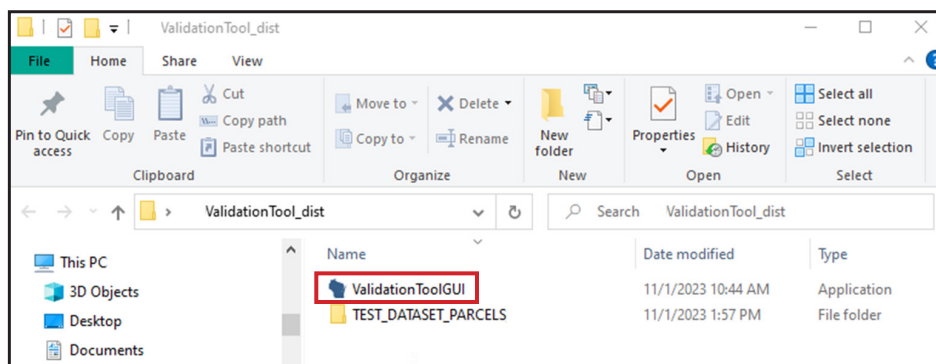 ValidationTool_dist
File Home Share View
Pin to Quick access
Copy
Paste
Cut
Copy path
Paste shortcut
Clipboard
Move to
Copy to
Delete
Rename
Organize
New folder
New
Properties
Open
Edit
History
Open
Select all
Select none
Invert selection
Select
ValidationTool_dist
Search ValidationTool_dist
This PC
3D Objects
Desktop
Documents
Name Date modified Type
ValidationToolGUI 11/1/2023 10:44 AM Application
TEST_DATASET_PARCELS 11/1/2023 1:57 PM File folder